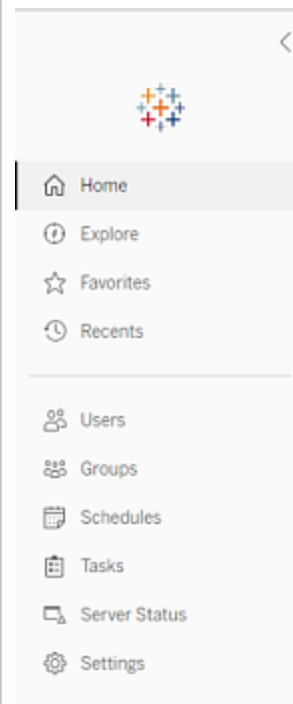 Home
Explore
Favorites
Recents
Users
Groups
Schedules
Tasks
Server Status
Settings